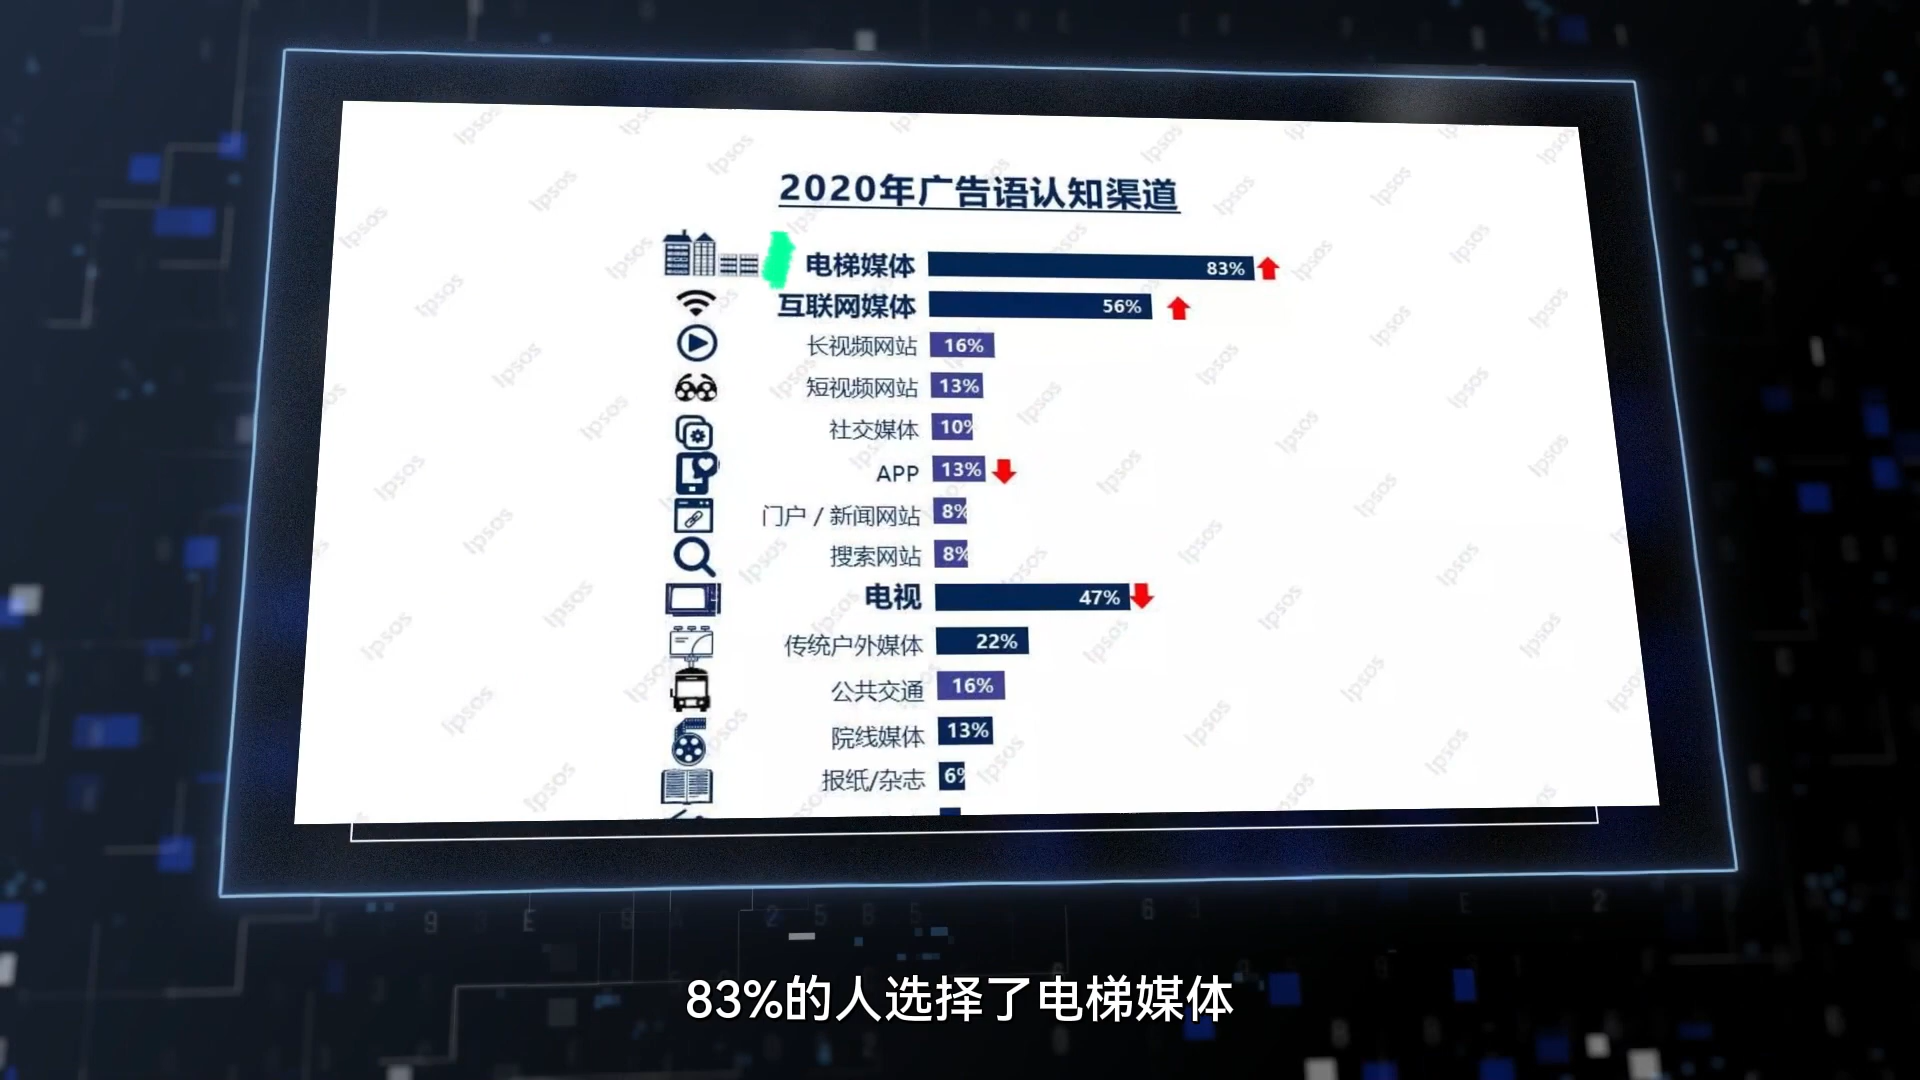 2020年广告语认知渠道
电梯媒体 83%
互联网媒体 56%
长视频网站 16%
短视频网站 13%
社交媒体 10%
APP 13%
门户 / 新闻网站 8%
搜索网站 8%
电视 47%
传统户外媒体 22%
公共交通 16%
院线媒体 13%
报纸/杂志 6%
Ipsos
83%的人选择了电梯媒体